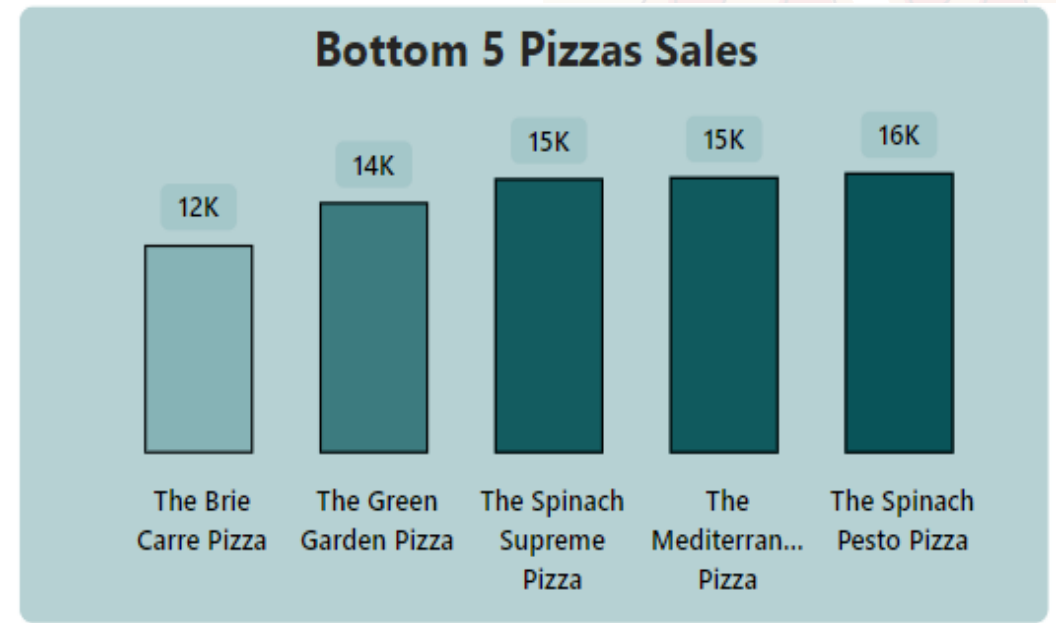 Bottom 5 Pizzas Sales
12K
14K
15K
15K
16K
The Brie
Carre Pizza
The Green
Garden Pizza
The Spinach
Supreme
Pizza
The
Mediterran...
Pizza
The Spinach
Pesto Pizza